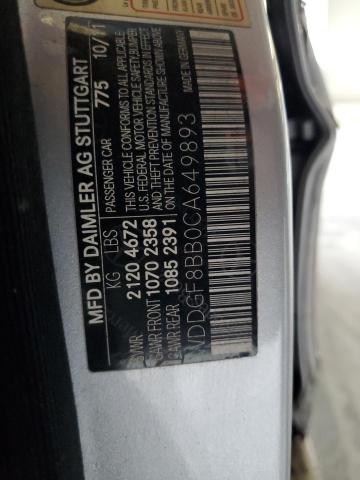 MFD BY DAIMLER AG STUTTGART 775 10/11
KG LBS PASSENGER CAR
GVWR 2120 4672 THIS VEHICLE CONFORMS TO ALL APPLICABLE
GAWR FRONT 1070 2358 U.S. FEDERAL MOTOR VEHICLE SAFETY,BUMPER
GAWR REAR 1085 2391 AND THEFT PREVENTION STANDARDS IN EFFECT
ON THE DATE OF MANUFACTURE SHOWN ABOVE
WDDGF8BB0CA649893 MADE IN GERMANY